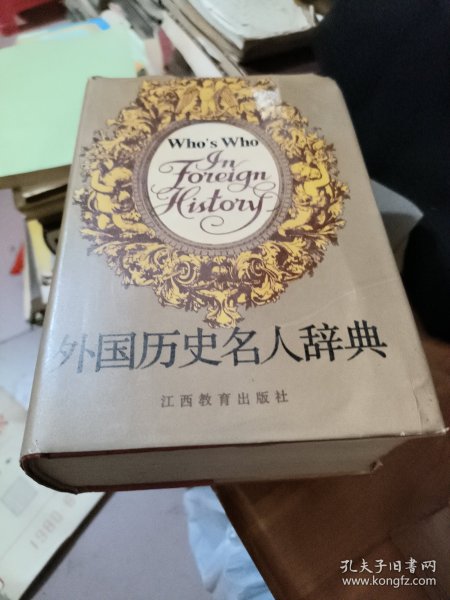 Who's Who
In
Foreign
History
外国历史名人辞典
江西教育出版社
1980
孔夫子旧书网
www.kongfz.com